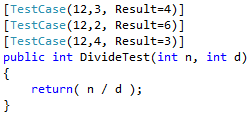 [TestCase(12,3, Result=4)]
[TestCase(12,2, Result=6)]
[TestCase(12,4, Result=3)]
public int DivideTest(int n, int d)
{
    return( n / d );
}